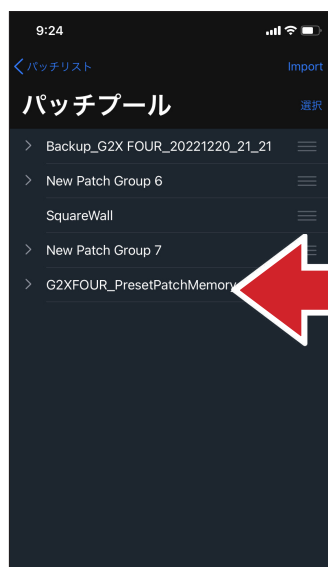 9:24
パッチリスト
Import
パッチプール
選択
Backup_G2X FOUR_20221220_21_21
New Patch Group 6
SquareWall
New Patch Group 7
G2XFOUR_PresetPatchMemory